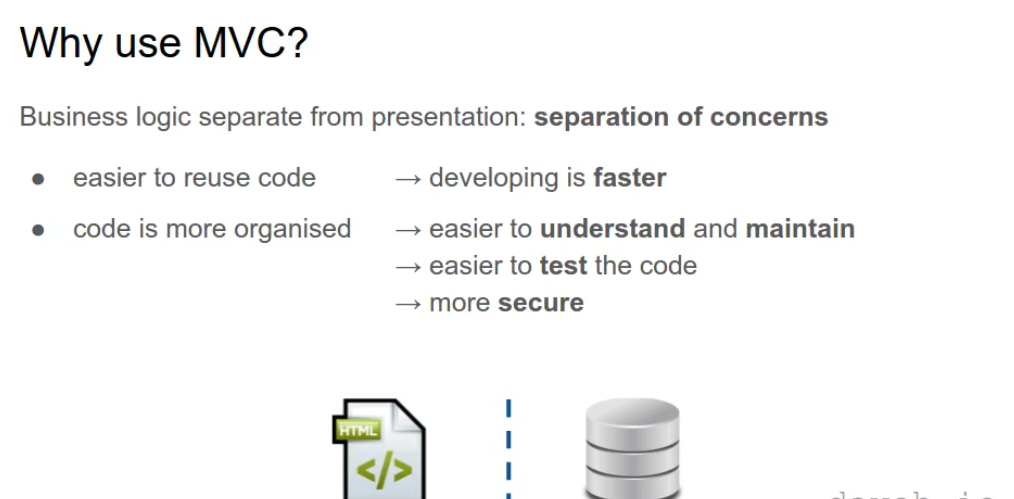 Why use MVC?
Business logic separate from presentation: separation of concerns
● easier to reuse code → developing is faster
● code is more organised → easier to understand and maintain
→ easier to test the code
→ more secure
HTML
</>